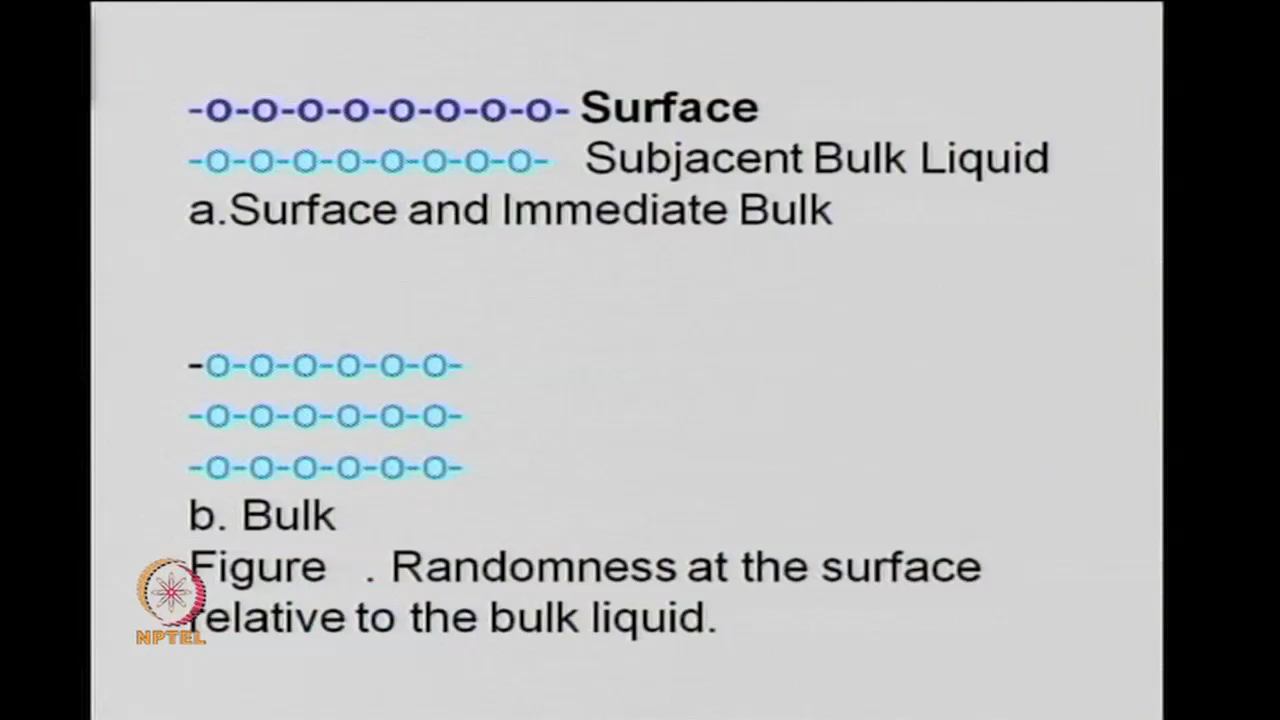 -o-o-o-o-o-o-o-o- Surface
-o-o-o-o-o-o-o-o- Subjacent Bulk Liquid
a.Surface and Immediate Bulk
-o-o-o-o-o-o-
-o-o-o-o-o-o-
-o-o-o-o-o-o-
b. Bulk
Figure . Randomness at the surface
relative to the bulk liquid.
NPTEL